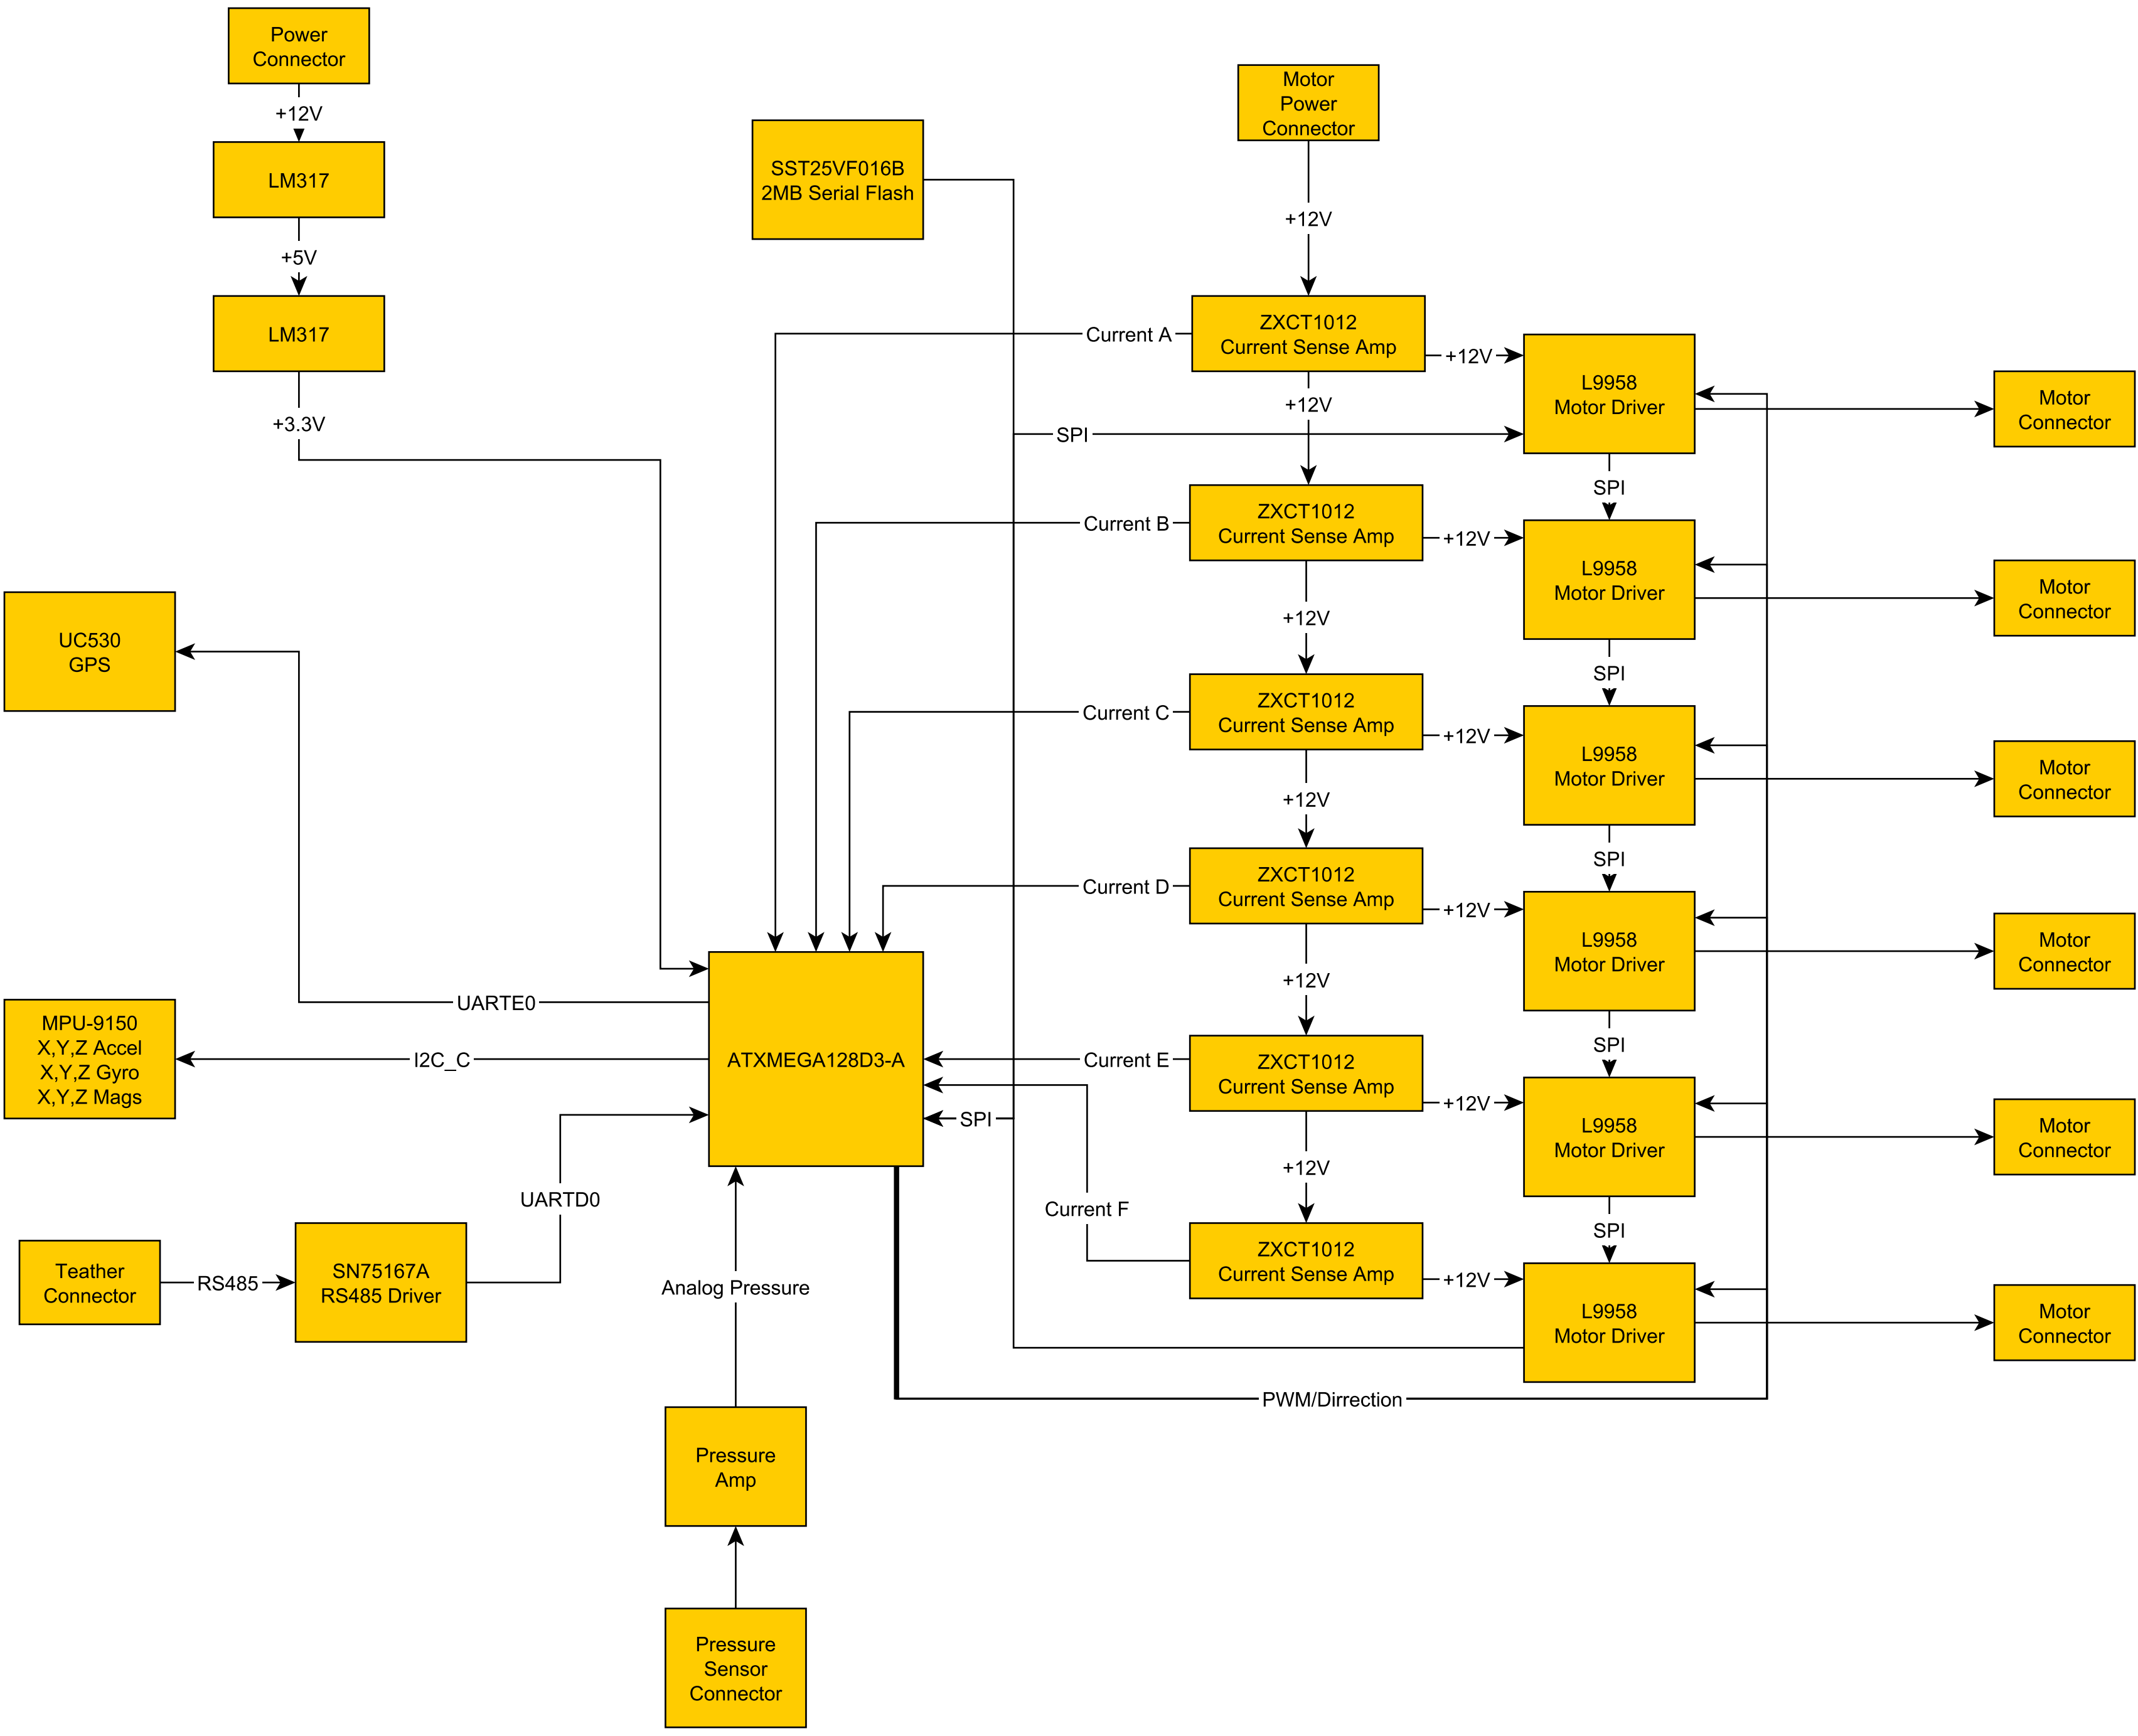 Power
Connector
+12V
LM317
+5V
LM317
+3.3V
SST25VF016B
2MB Serial Flash
Motor
Power
Connector
+12V
ZXCT1012
Current Sense Amp
Current A
+12V
+12V
SPI
L9958
Motor Driver
Motor
Connector
SPI
ZXCT1012
Current Sense Amp
Current B
+12V
+12V
L9958
Motor Driver
Motor
Connector
SPI
ZXCT1012
Current Sense Amp
Current C
+12V
+12V
L9958
Motor Driver
Motor
Connector
SPI
ZXCT1012
Current Sense Amp
Current D
+12V
+12V
L9958
Motor Driver
Motor
Connector
SPI
ZXCT1012
Current Sense Amp
Current E
+12V
+12V
L9958
Motor Driver
Motor
Connector
SPI
ZXCT1012
Current Sense Amp
Current F
+12V
L9958
Motor Driver
Motor
Connector
UC530
GPS
UARTE0
MPU-9150
X,Y,Z Accel
X,Y,Z Gyro
X,Y,Z Mags
I2C_C
ATXMEGA128D3-A
SPI
UARTD0
Teather
Connector
RS485
SN75167A
RS485 Driver
Analog Pressure
PWM/Dirrection
Pressure
Amp
Pressure
Sensor
Connector